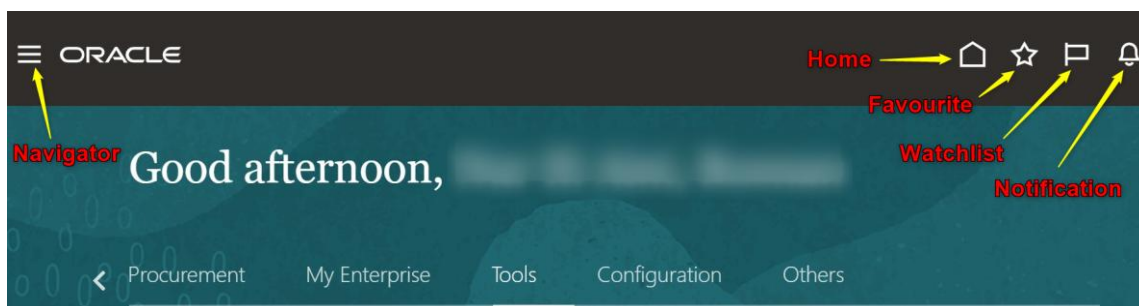 ORACLE
Home
Favourite
Navigator
Watchlist
Good afternoon,
Notification
Procurement My Enterprise Tools Configuration Others